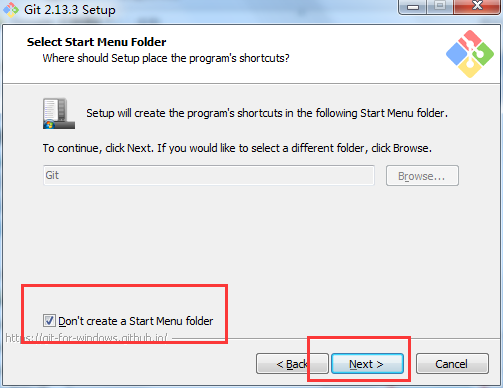 Git 2.13.3 Setup
Select Start Menu Folder
Where should Setup place the program's shortcuts?
Setup will create the program's shortcuts in the following Start Menu folder.
To continue, click Next. If you would like to select a different folder, click Browse.
Git
Browse...
Don't create a Start Menu folder
https://git-for-windows.github.io/
< Back
Next >
Cancel